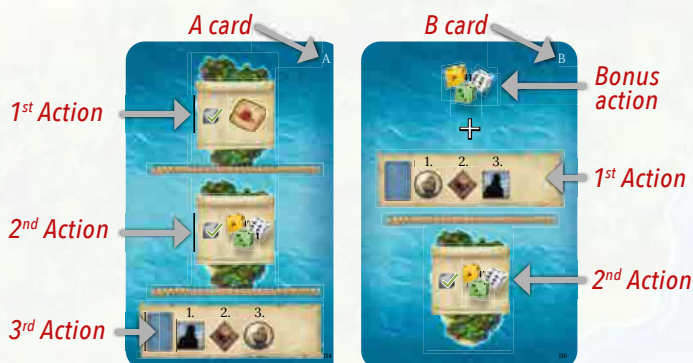 A card
A
1st Action
2nd Action
1. 2. 3.
3rd Action
B card
B
Bonus action
+
1. 2. 3.
1st Action
2nd Action